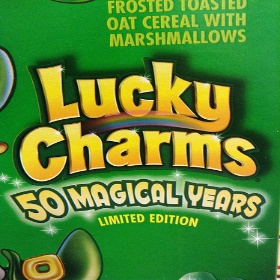 FROSTED TOASTED
OAT CEREAL WITH
MARSHMALLOWS
Lucky
Charms
50 MAGICAL YEARS
LIMITED EDITION